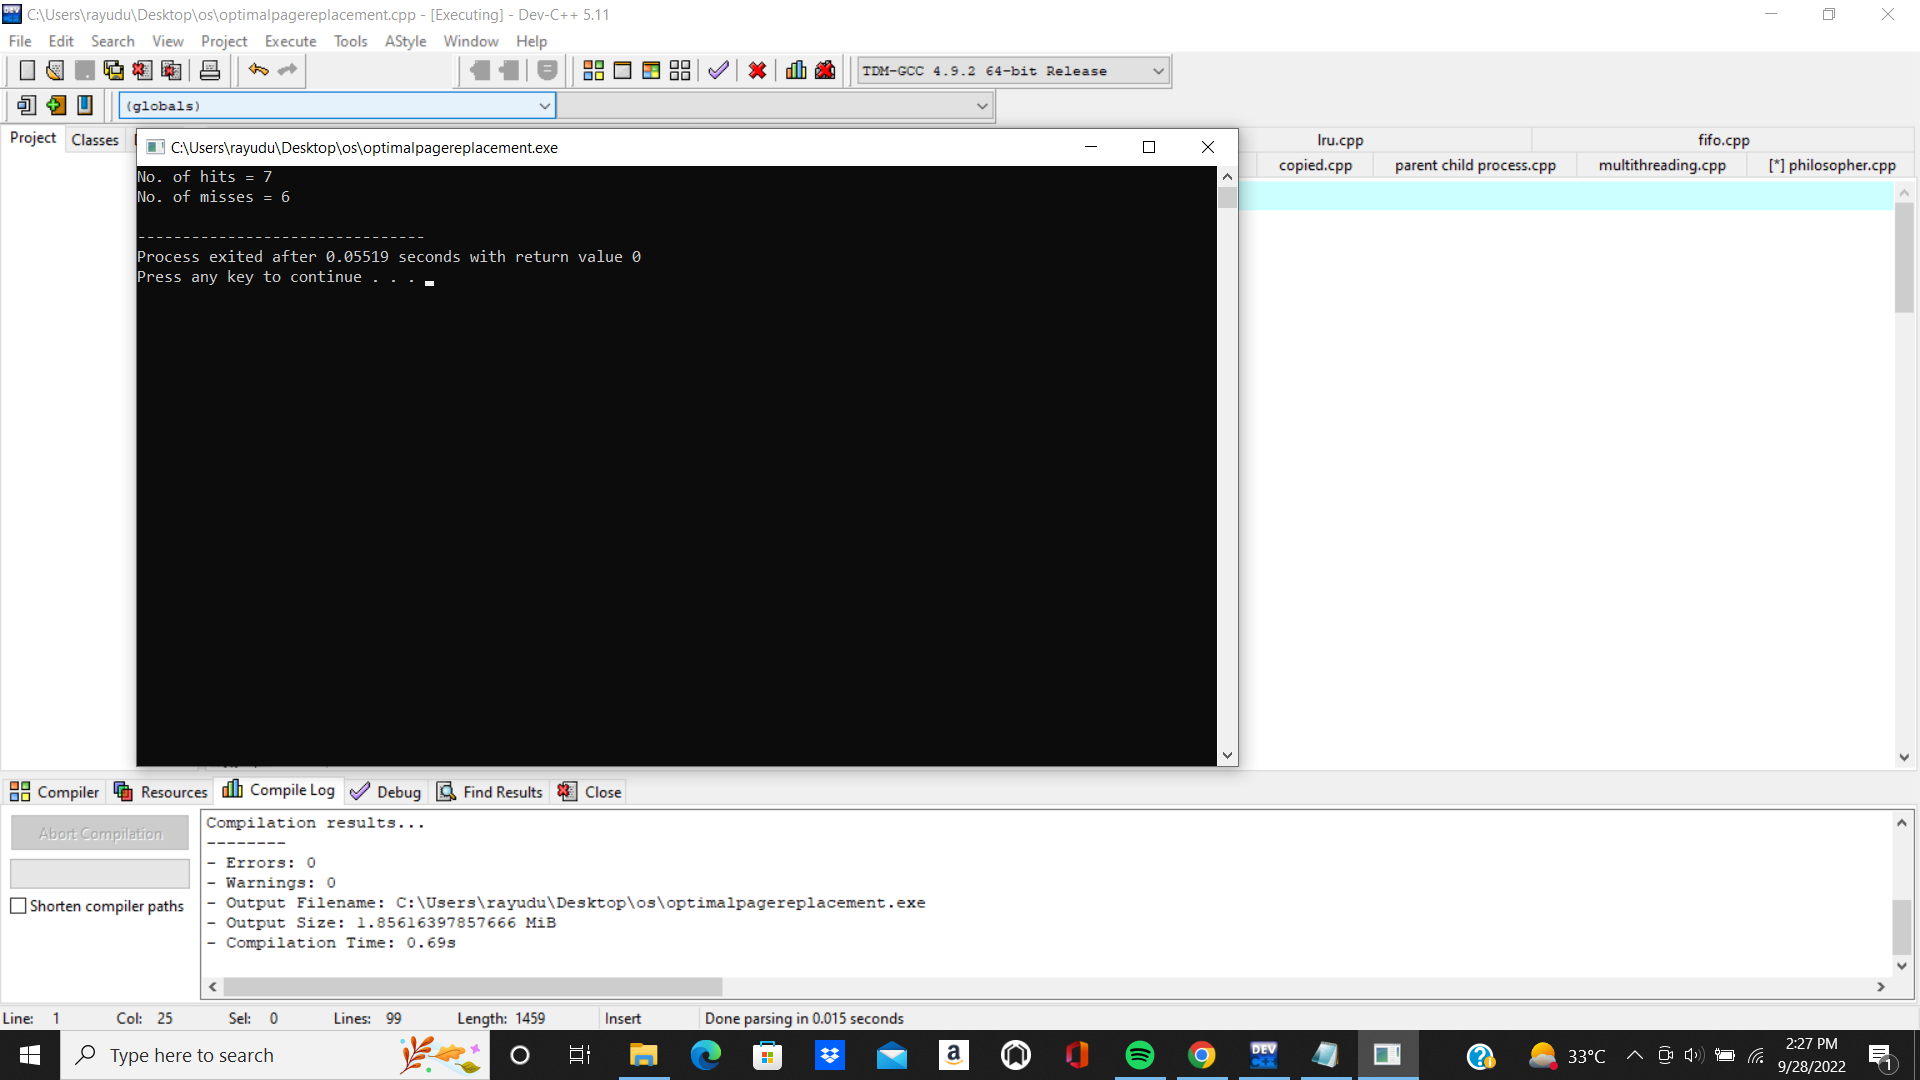 C:\Users\rayudu\Desktop\os\optimalpagereplacement.cpp - [Executing] - Dev-C++ 5.11
File Edit Search View Project Execute Tools AStyle Window Help
TDM-GCC 4.9.2 64-bit Release
(globals)
Project Classes
C:\Users\rayudu\Desktop\os\optimalpagereplacement.exe
lru.cpp fifo.cpp
copied.cpp parent child process.cpp multithreading.cpp [*] philosopher.cpp
No. of hits = 7
No. of misses = 6
--------------------------------
Process exited after 0.05519 seconds with return value 0
Press any key to continue . . .
Compiler Resources Compile Log Debug Find Results Close
Abort Compilation
Shorten compiler paths
Compilation results...
--------
- Errors: 0
- Warnings: 0
- Output Filename: C:\Users\rayudu\Desktop\os\optimalpagereplacement.exe
- Output Size: 1.85616397857666 MiB
- Compilation Time: 0.69s
Line: 1 Col: 25 Sel: 0 Lines: 99 Length: 1459 Insert Done parsing in 0.015 seconds
Type here to search
DEV
33°C
2:27 PM
9/28/2022
1